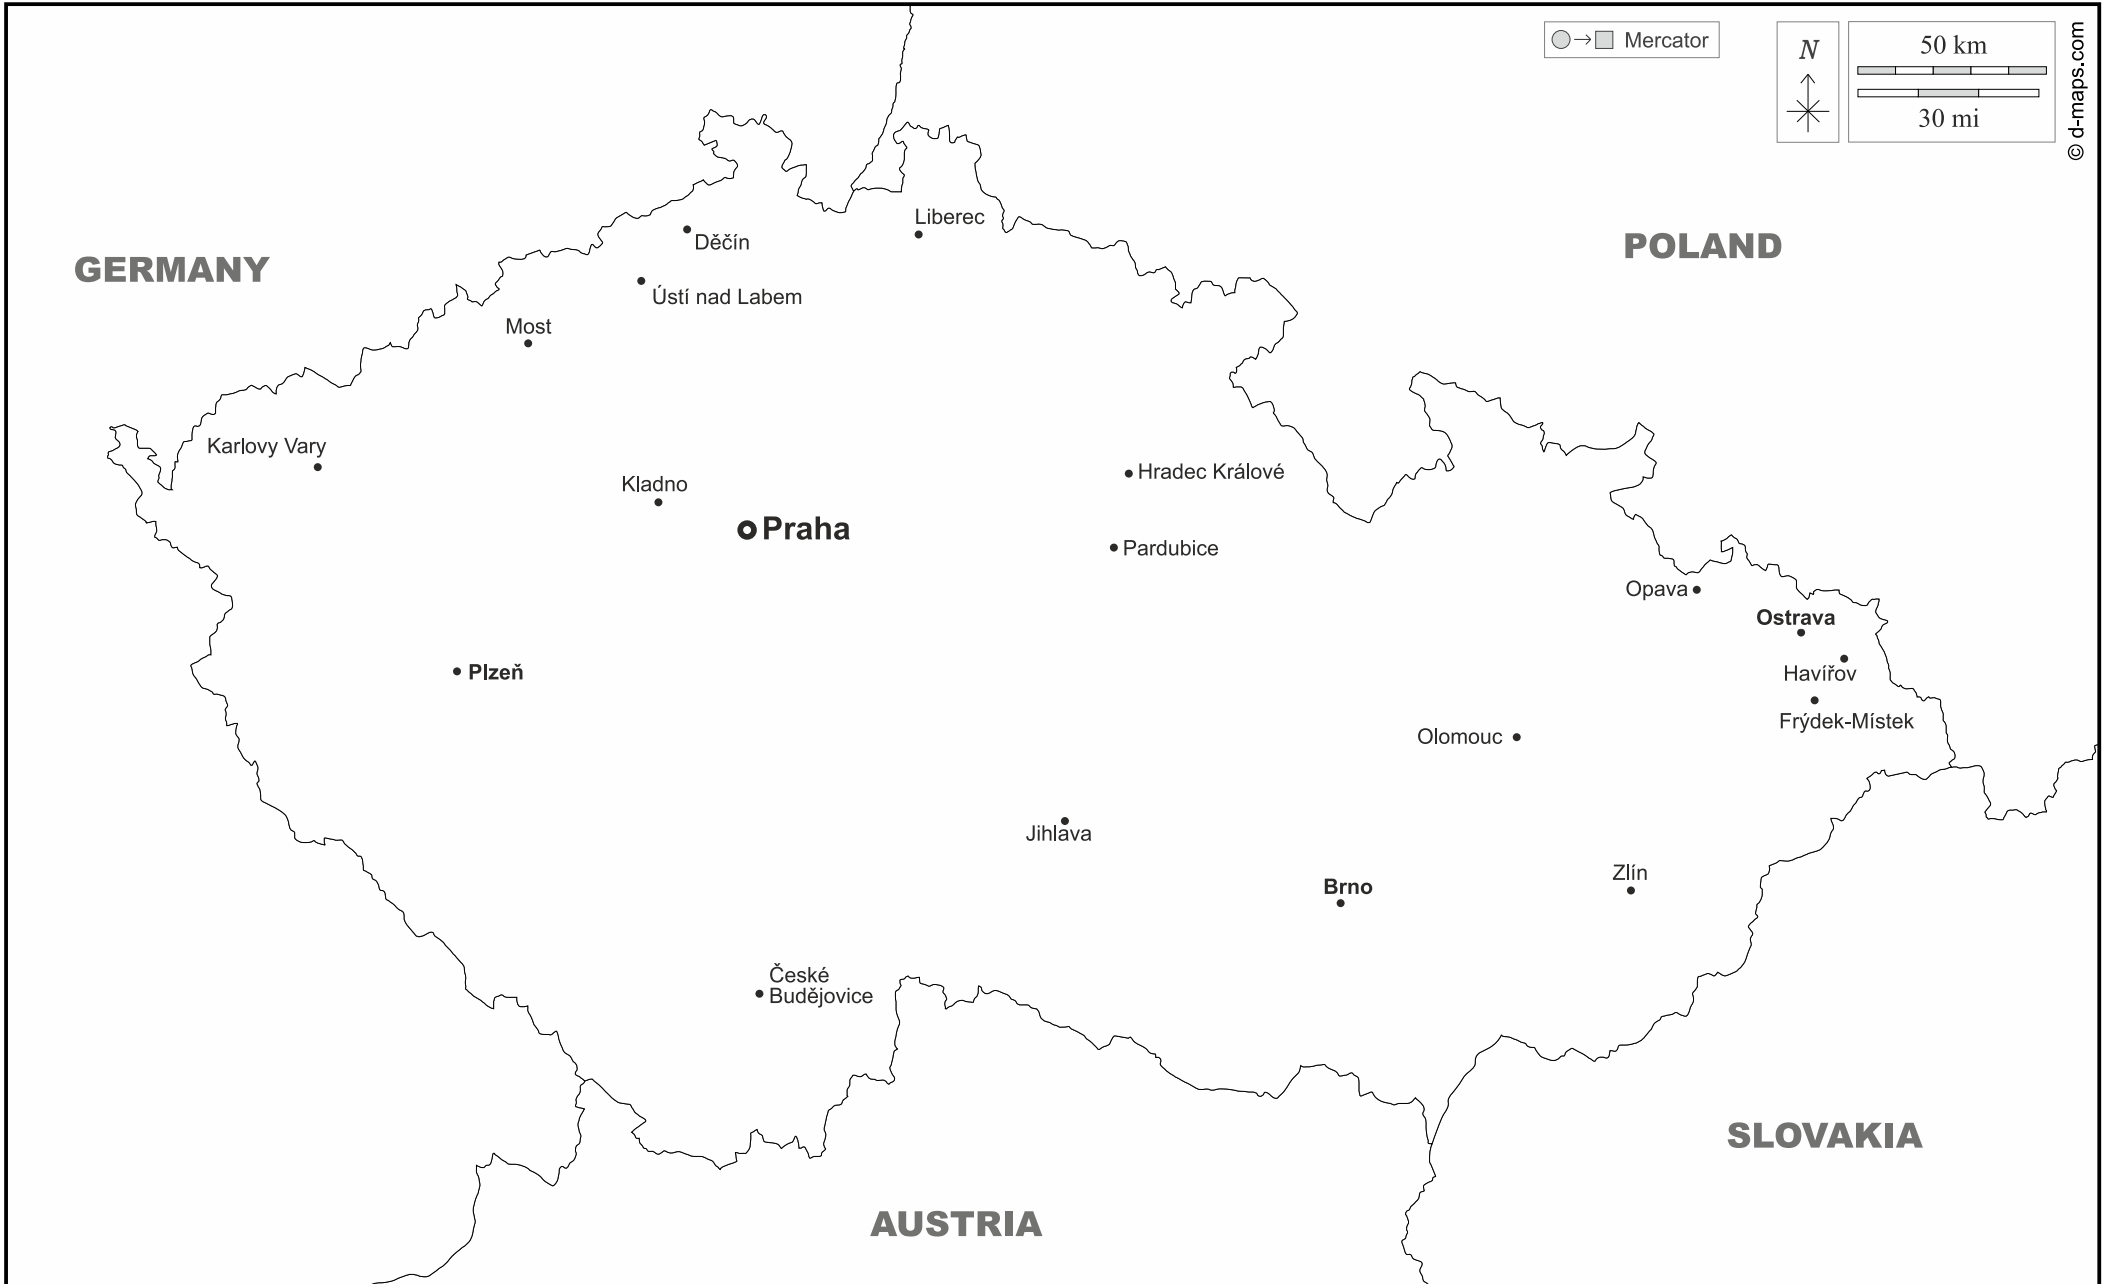 Mercator
N
50 km
30 mi
© d-maps.com
GERMANY
POLAND
Liberec
Děčín
Ústí nad Labem
Most
Karlovy Vary
Kladno
Hradec Králové
Praha
Pardubice
Opava
Ostrava
Havířov
Plzeň
Frýdek-Místek
Olomouc
Jihlava
Zlín
Brno
České
Budějovice
SLOVAKIA
AUSTRIA